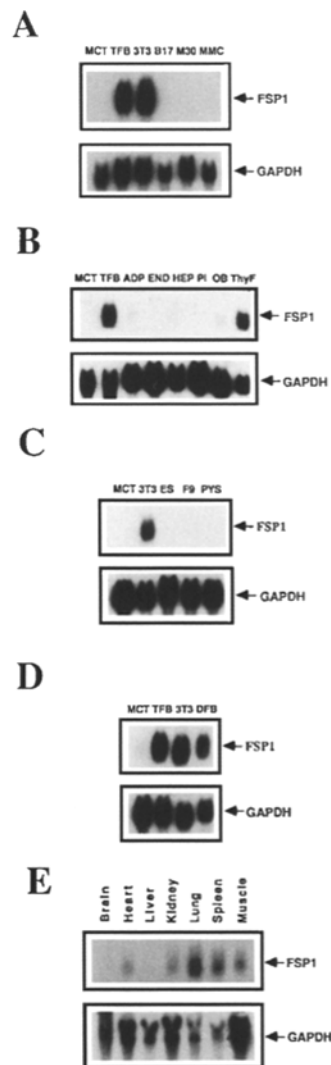 A
MCT TFB 3T3 B17 M30 MMC
FSP1
GAPDH
B
MCT TFB ADP END HEP PI OB ThyF
FSP1
GAPDH
C
MCT 3T3 ES F9 PYS
FSP1
GAPDH
D
MCT TFB 3T3 DFB
FSP1
GAPDH
E
Brain Heart Liver Kidney Lung Spleen Muscle
FSP1
GAPDH